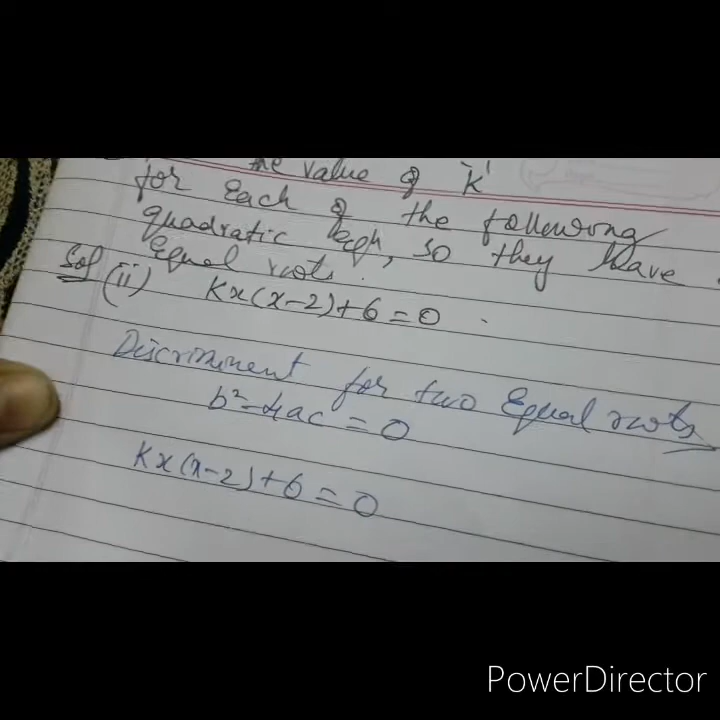 the value of 'K'
for Each of the following
quadratic eqn, so they have
Equal roots.
Sol (ii) Kx(x-2)+6=0.
Discriminent for two Equal roots
b²-4ac=0
Kx(x-2)+6=0
PowerDirector